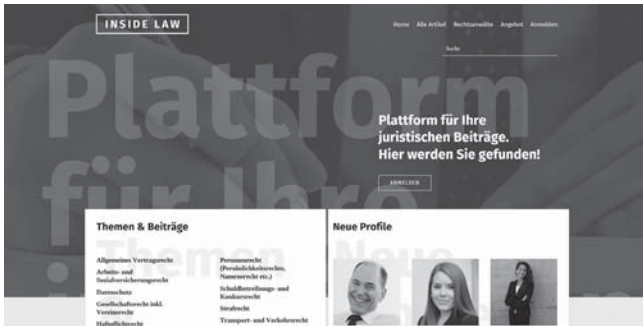 INSIDE LAW
Home Alle Artikel Rechtsanwälte Angebot Anmelden
Suche
Plattform
für Ihre
Plattform für Ihre
juristischen Beiträge.
Hier werden Sie gefunden!
ANMELDEN
Themen & Beiträge
Themen
Allgemeines Vertragsrecht
Arbeits- und
Sozialversicherungsrecht
Datenschutz
Gesellschaftsrecht inkl.
Vereinsrecht
Haftpflichtrecht
Personenrecht
(Persönlichkeitsrechte,
Namensrecht etc.)
Schuldbetreibungs- und
Konkursrecht
Strafrecht
Transport- und Verkehrsrecht
Neue Profile
Neue